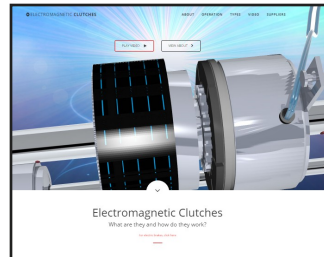 ELECTROMAGNETIC CLUTCHES
ABOUT OPERATION TYPES VIDEO SUPPLIERS
Electromagnetic Clutches
What are they and how do they work?